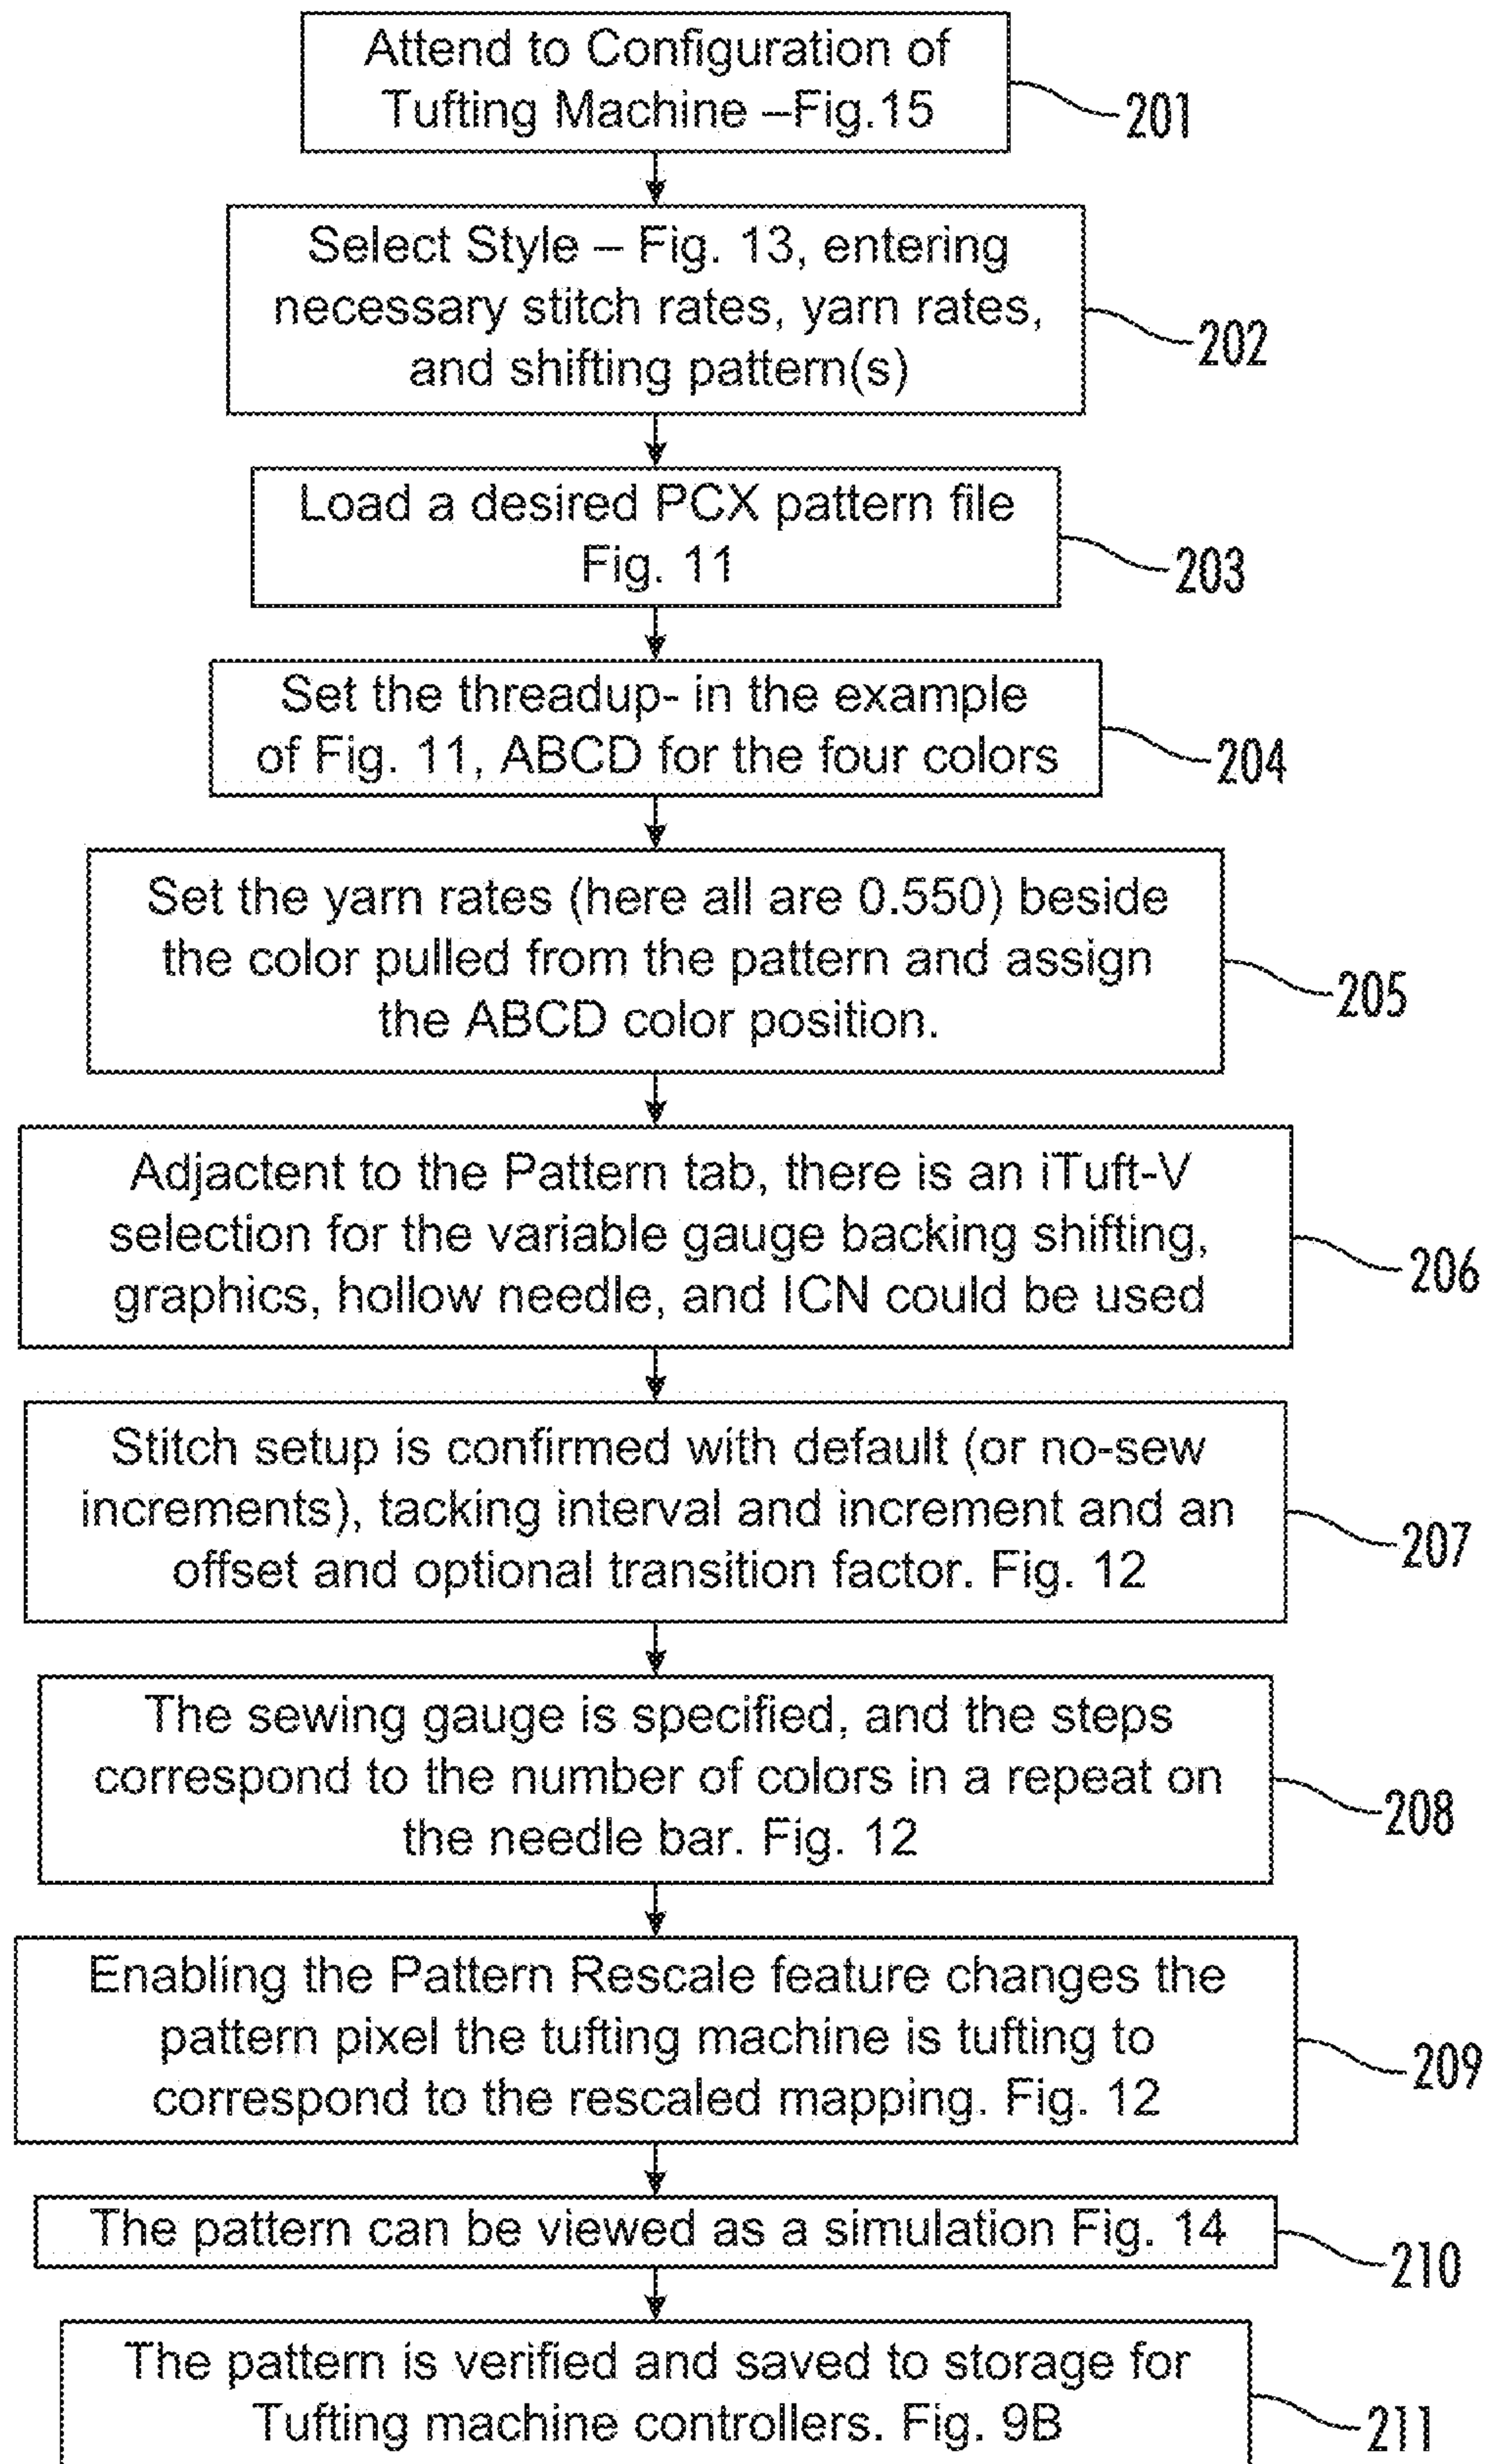 Attend to Configuration of
Tufting Machine –Fig.15
201
Select Style – Fig. 13, entering
necessary stitch rates, yarn rates,
and shifting pattern(s)
202
Load a desired PCX pattern file
Fig. 11
203
Set the threadup- in the example
of Fig. 11, ABCD for the four colors
204
Set the yarn rates (here all are 0.550) beside
the color pulled from the pattern and assign
the ABCD color position.
205
Adjactent to the Pattern tab, there is an iTuft-V
selection for the variable gauge backing shifting,
graphics, hollow needle, and ICN could be used
206
Stitch setup is confirmed with default (or no-sew
increments), tacking interval and increment and an
offset and optional transition factor. Fig. 12
207
The sewing gauge is specified, and the steps
correspond to the number of colors in a repeat on
the needle bar. Fig. 12
208
Enabling the Pattern Rescale feature changes the
pattern pixel the tufting machine is tufting to
correspond to the rescaled mapping. Fig. 12
209
The pattern can be viewed as a simulation Fig. 14
210
The pattern is verified and saved to storage for
Tufting machine controllers. Fig. 9B
211